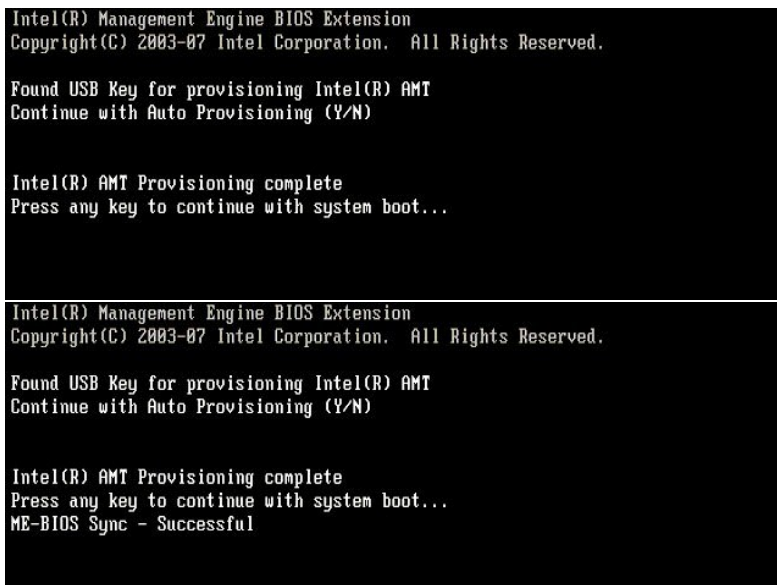 Intel(R) Management Engine BIOS Extension
Copyright(C) 2003-07 Intel Corporation. All Rights Reserved.
Found USB Key for provisioning Intel(R) AMT
Continue with Auto Provisioning (Y/N)
Intel(R) AMT Provisioning complete
Press any key to continue with system boot...
Intel(R) Management Engine BIOS Extension
Copyright(C) 2003-07 Intel Corporation. All Rights Reserved.
Found USB Key for provisioning Intel(R) AMT
Continue with Auto Provisioning (Y/N)
Intel(R) AMT Provisioning complete
Press any key to continue with system boot...
ME-BIOS Sync - Successful